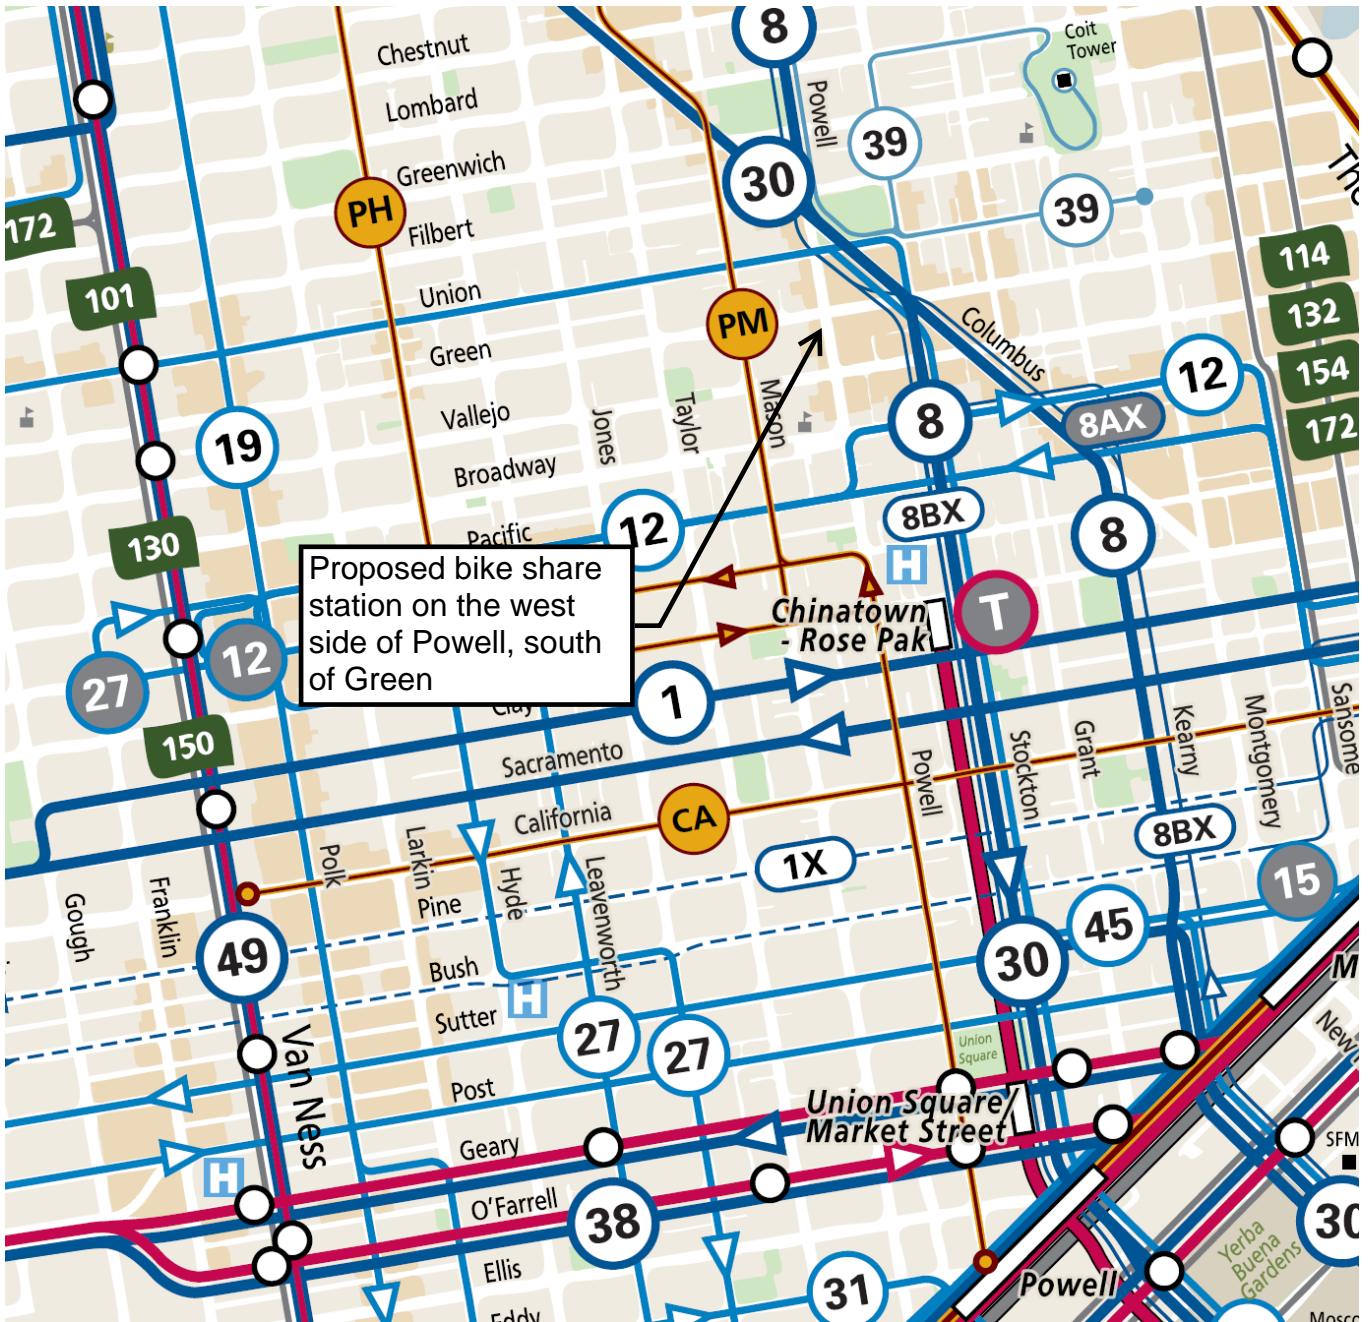 Chestnut
8
Coit
Tower
Lombard
Powell
39
Greenwich
30
The
PH
39
172
Filbert
114
101
Union
132
PM
Green
Columbus
154
12
Mason
Taylor
Vallejo
Jones
8
8AX
172
19
Broadway
8BX
12
Pacific
8
130
Proposed bike share
station on the west
side of Powell, south
of Green
H
Chinatown
- Rose Pak
T
12
27
1
Clay
150
Sacramento
Powell
Stockton
Grant
Kearny
Montgomery
Sansome
California
CA
8BX
Polk
Larkin
1X
Hyde
Leavenworth
15
Gough
Franklin
Pine
45
49
Bush
30
M
H
Sutter
27
27
Union
Square
New
Van Ness
Post
Union Square/
Market Street
Geary
SFM
H
O'Farrell
38
30
Yerba
Buena
Gardens
Ellis
Powell
31
Eddy
Mosco